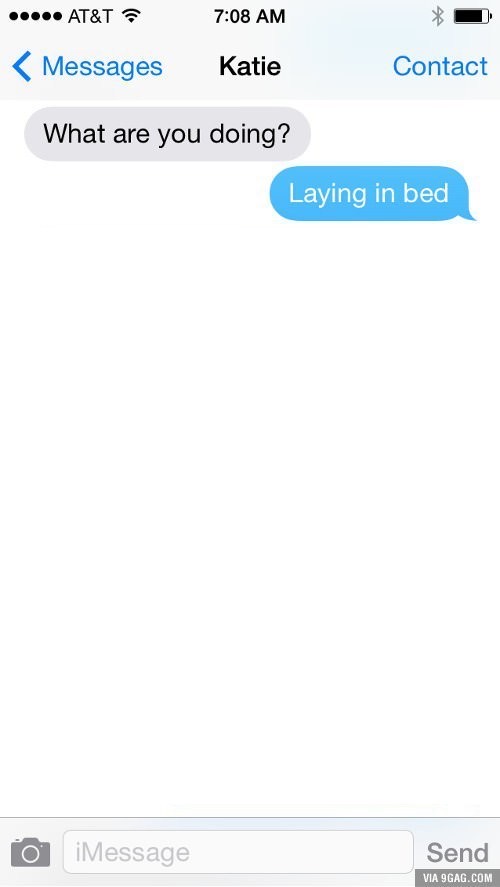 AT&T 7:08 AM
Messages Katie Contact
What are you doing?
Laying in bed
iMessage Send
VIA 9GAG.COM